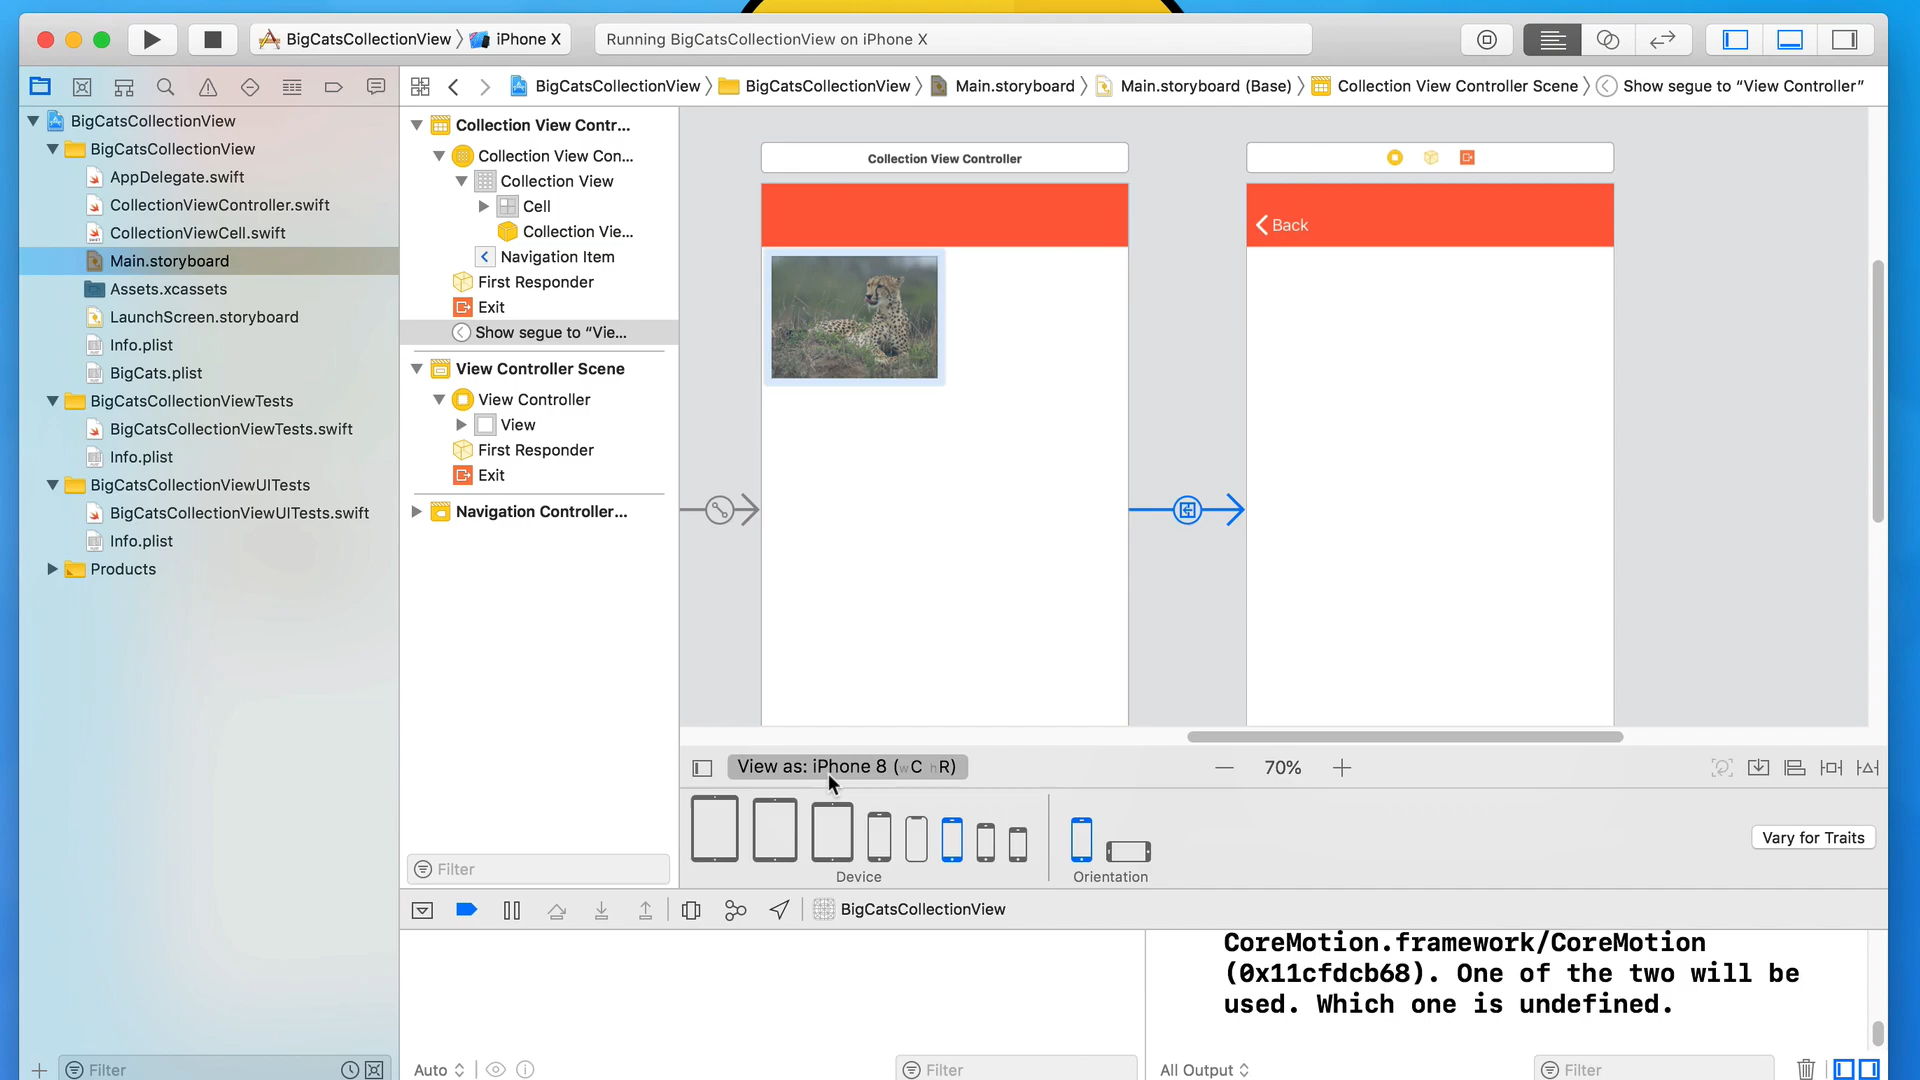 BigCatsCollectionView iPhone X
Running BigCatsCollectionView on iPhone X
BigCatsCollectionView
BigCatsCollectionView
Main.storyboard
Main.storyboard (Base)
Collection View Controller Scene
Show segue to “View Controller”
BigCatsCollectionView
BigCatsCollectionView
AppDelegate.swift
CollectionViewController.swift
CollectionViewCell.swift
Main.storyboard
Assets.xcassets
LaunchScreen.storyboard
Info.plist
BigCats.plist
BigCatsCollectionViewTests
BigCatsCollectionViewTests.swift
Info.plist
BigCatsCollectionViewUITests
BigCatsCollectionViewUITests.swift
Info.plist
Products
Filter
Collection View Contr...
Collection View Con...
Collection View
Cell
Collection Vie...
Navigation Item
First Responder
Exit
Show segue to “Vie...
View Controller Scene
View Controller
View
First Responder
Exit
Navigation Controller...
Filter
Collection View Controller
Back
View as: iPhone 8 (wC hR)
70%
Device
Orientation
Vary for Traits
BigCatsCollectionView
CoreMotion.framework/CoreMotion
(0x11cfdcb68). One of the two will be
used. Which one is undefined.
Auto
Filter
All Output
Filter